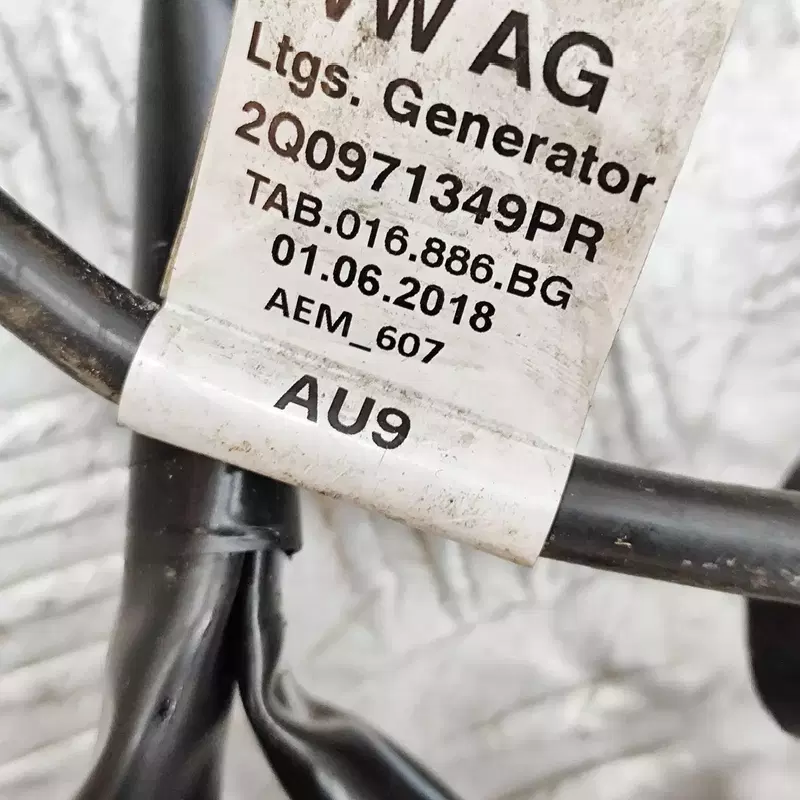 VW AG
Ltgs. Generator
2Q0971349PR
TAB.016.886.BG
01.06.2018
AEM_607
AU9